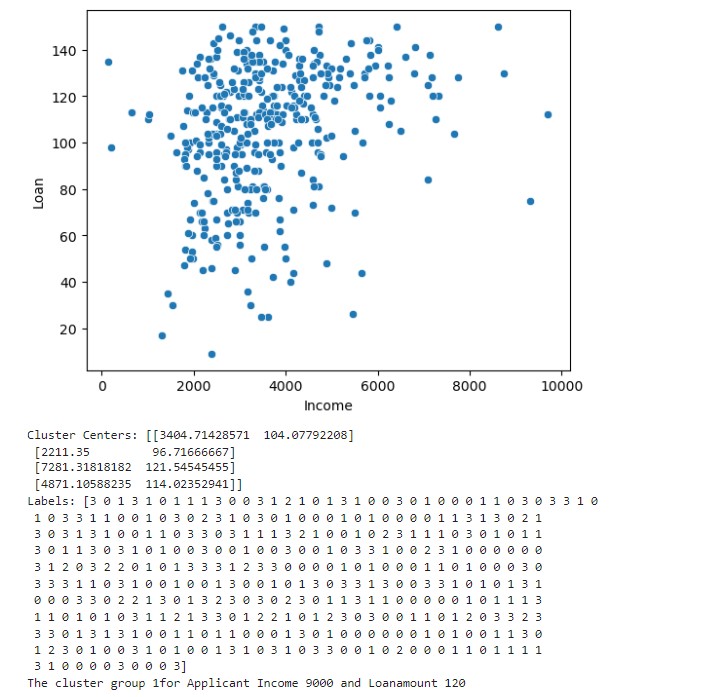 140
120
100
80
60
40
20
Loan
0 2000 4000 6000 8000 10000
Income
Cluster Centers: [[3404.71428571 104.07792208]
[2211.35 96.71666667]
[7281.31818182 121.54545455]
[4871.10588235 114.02352941]]
Labels: [3 0 1 3 1 0 1 1 1 3 0 0 3 1 2 1 0 1 3 1 0 0 3 0 1 0 0 0 1 1 0 3 0 3 3 1 0
1 0 3 3 1 1 0 0 1 0 3 0 2 3 1 0 3 0 1 0 0 0 1 0 1 0 0 0 0 1 1 3 1 3 0 2 1
3 0 3 1 3 1 0 0 1 1 0 3 3 0 3 1 1 1 3 2 1 0 0 1 0 2 3 1 1 1 0 3 0 1 0 1 1
3 0 1 1 3 0 3 1 0 1 1 0 0 3 0 0 0 1 0 0 0 1 0 3 3 1 0 0 2 3 1 0 0 0 0 0 0
3 1 2 0 3 2 2 0 1 0 1 3 3 3 1 2 3 3 0 0 0 0 1 0 1 0 0 0 1 1 0 1 0 0 0 3 0
3 3 3 1 1 0 3 1 0 0 1 0 0 1 3 0 0 1 0 1 3 0 3 3 1 3 0 0 3 3 0 1 0 1 0 3 1
0 0 0 3 3 0 2 2 1 3 0 1 3 2 3 0 3 0 2 3 0 1 1 3 1 1 0 0 0 0 1 0 1 1 1 3
1 1 0 1 0 1 0 3 1 1 2 1 3 3 0 1 2 2 1 0 1 2 3 0 3 0 0 1 1 0 1 2 0 3 3 2 3
3 3 0 1 3 1 3 1 0 0 1 1 0 1 1 0 0 0 1 3 1 0 0 0 0 0 0 1 0 1 0 0 1 1 3 0
1 2 3 0 1 0 0 1 3 1 0 1 0 0 1 3 1 0 3 1 0 3 3 0 0 1 0 2 0 0 0 1 1 0 1 1 1 1
3 1 0 0 0 0 3 0 0 0 3]
The cluster group 1for Applicant Income 9000 and Loanamount 120